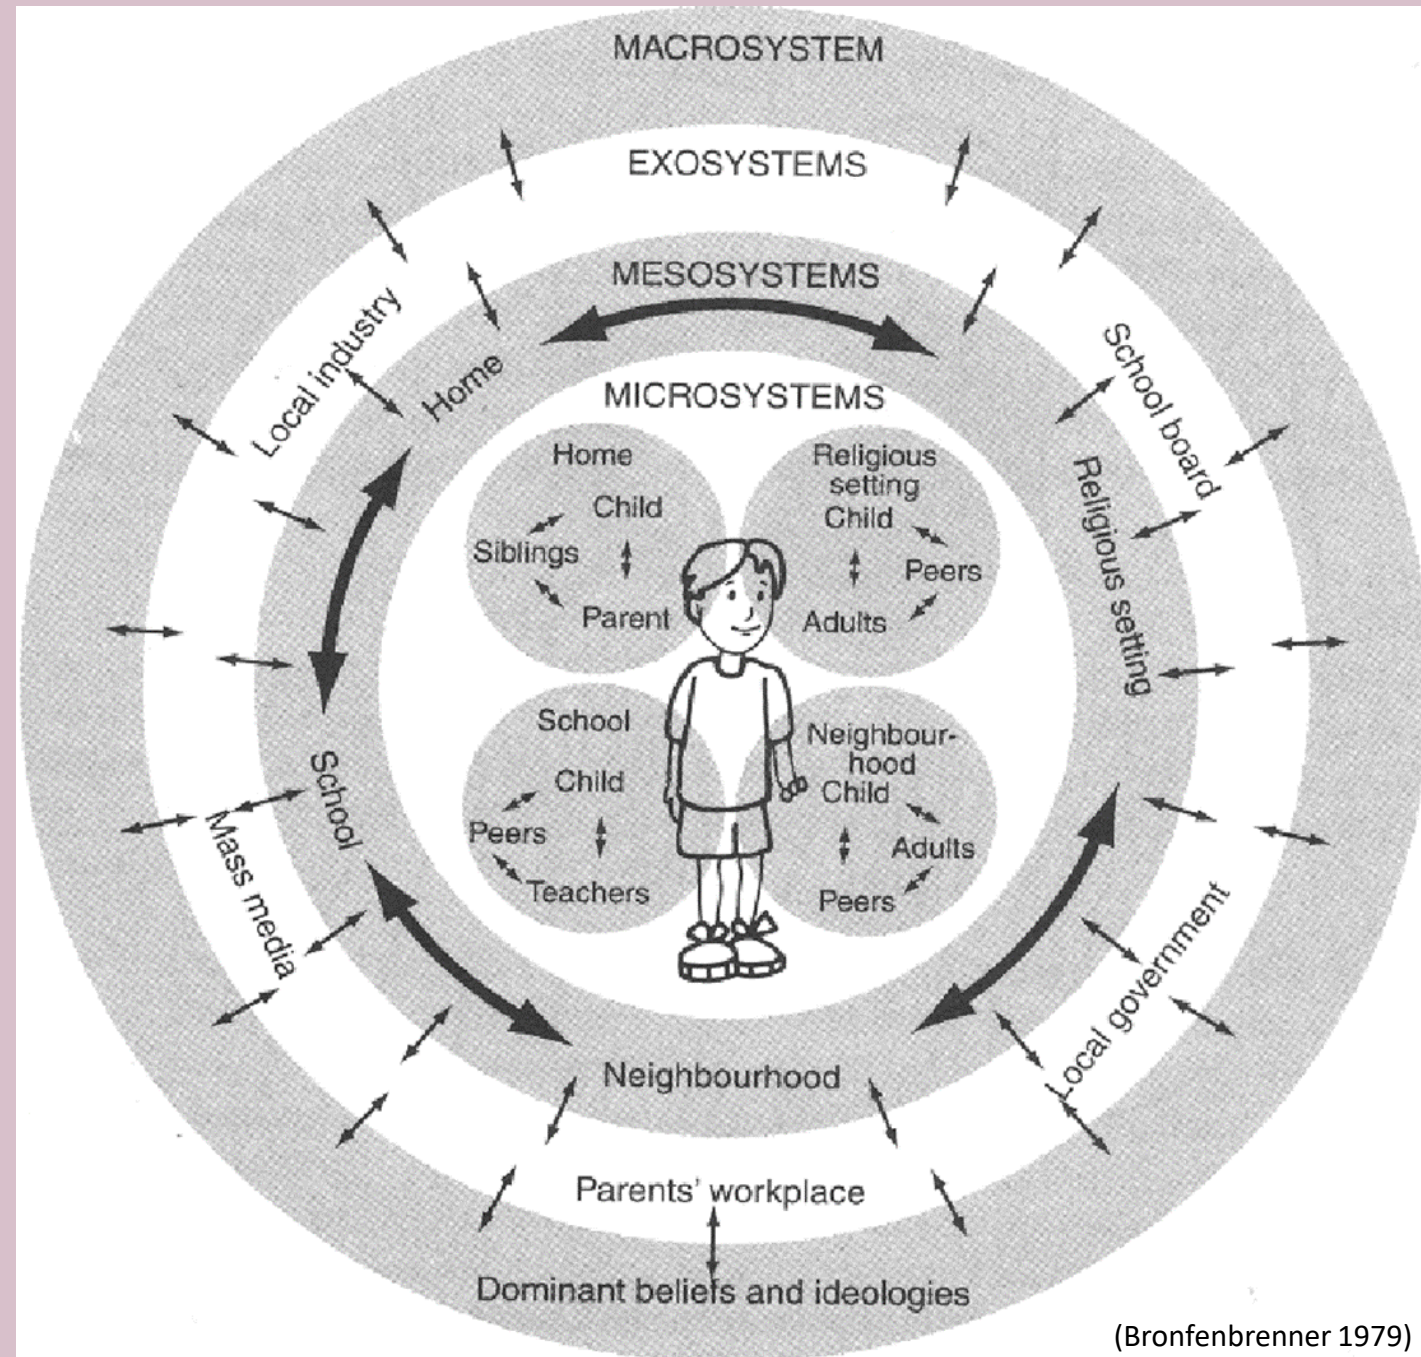 MACROSYSTEM
EXOSYSTEMS
MESOSYSTEMS
MICROSYSTEMS
Local industry
Home
School board
Religious setting
School
Mass media
Local government
Neighbourhood
Parents' workplace
Dominant beliefs and ideologies
Home
Child
Siblings
Parent
Religious
setting
Child
Peers
Adults
School
Child
Peers
Teachers
Neighbour-
hood
Child
Adults
Peers
(Bronfenbrenner 1979)